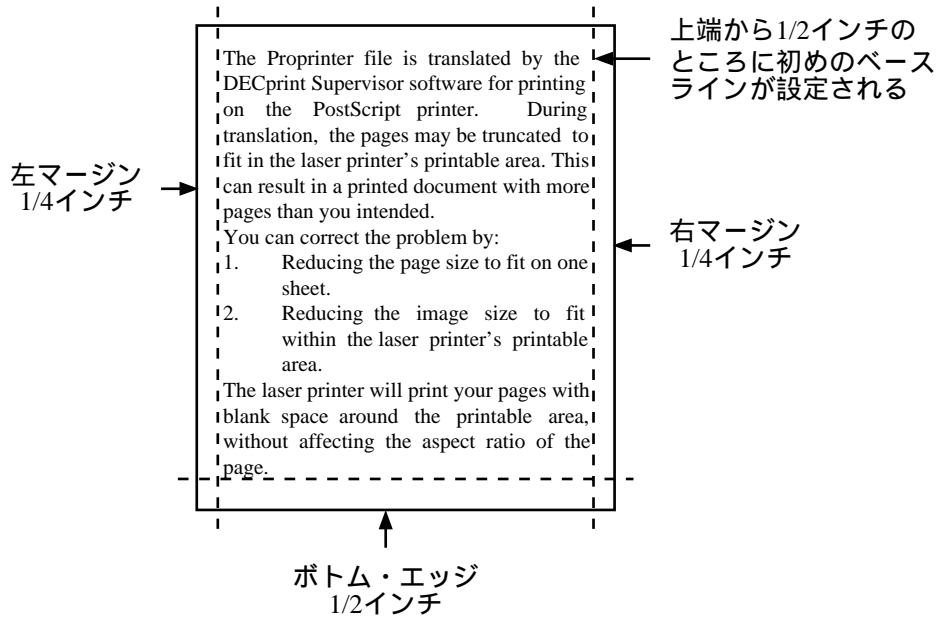 上端から1/2インチの
ところに初めのベース
ラインが設定される
The Proprinter file is translated by the
DECprint Supervisor software for printing
on the PostScript printer. During
translation, the pages may be truncated to
fit in the laser printer's printable area. This
can result in a printed document with more
pages than you intended.
You can correct the problem by:
1. Reducing the page size to fit on one
sheet.
2. Reducing the image size to fit
within the laser printer's printable
area.
The laser printer will print your pages with
blank space around the printable area,
without affecting the aspect ratio of the
page.
左マージン
1/4インチ
右マージン
1/4インチ
ボトム・エッジ
1/2インチ